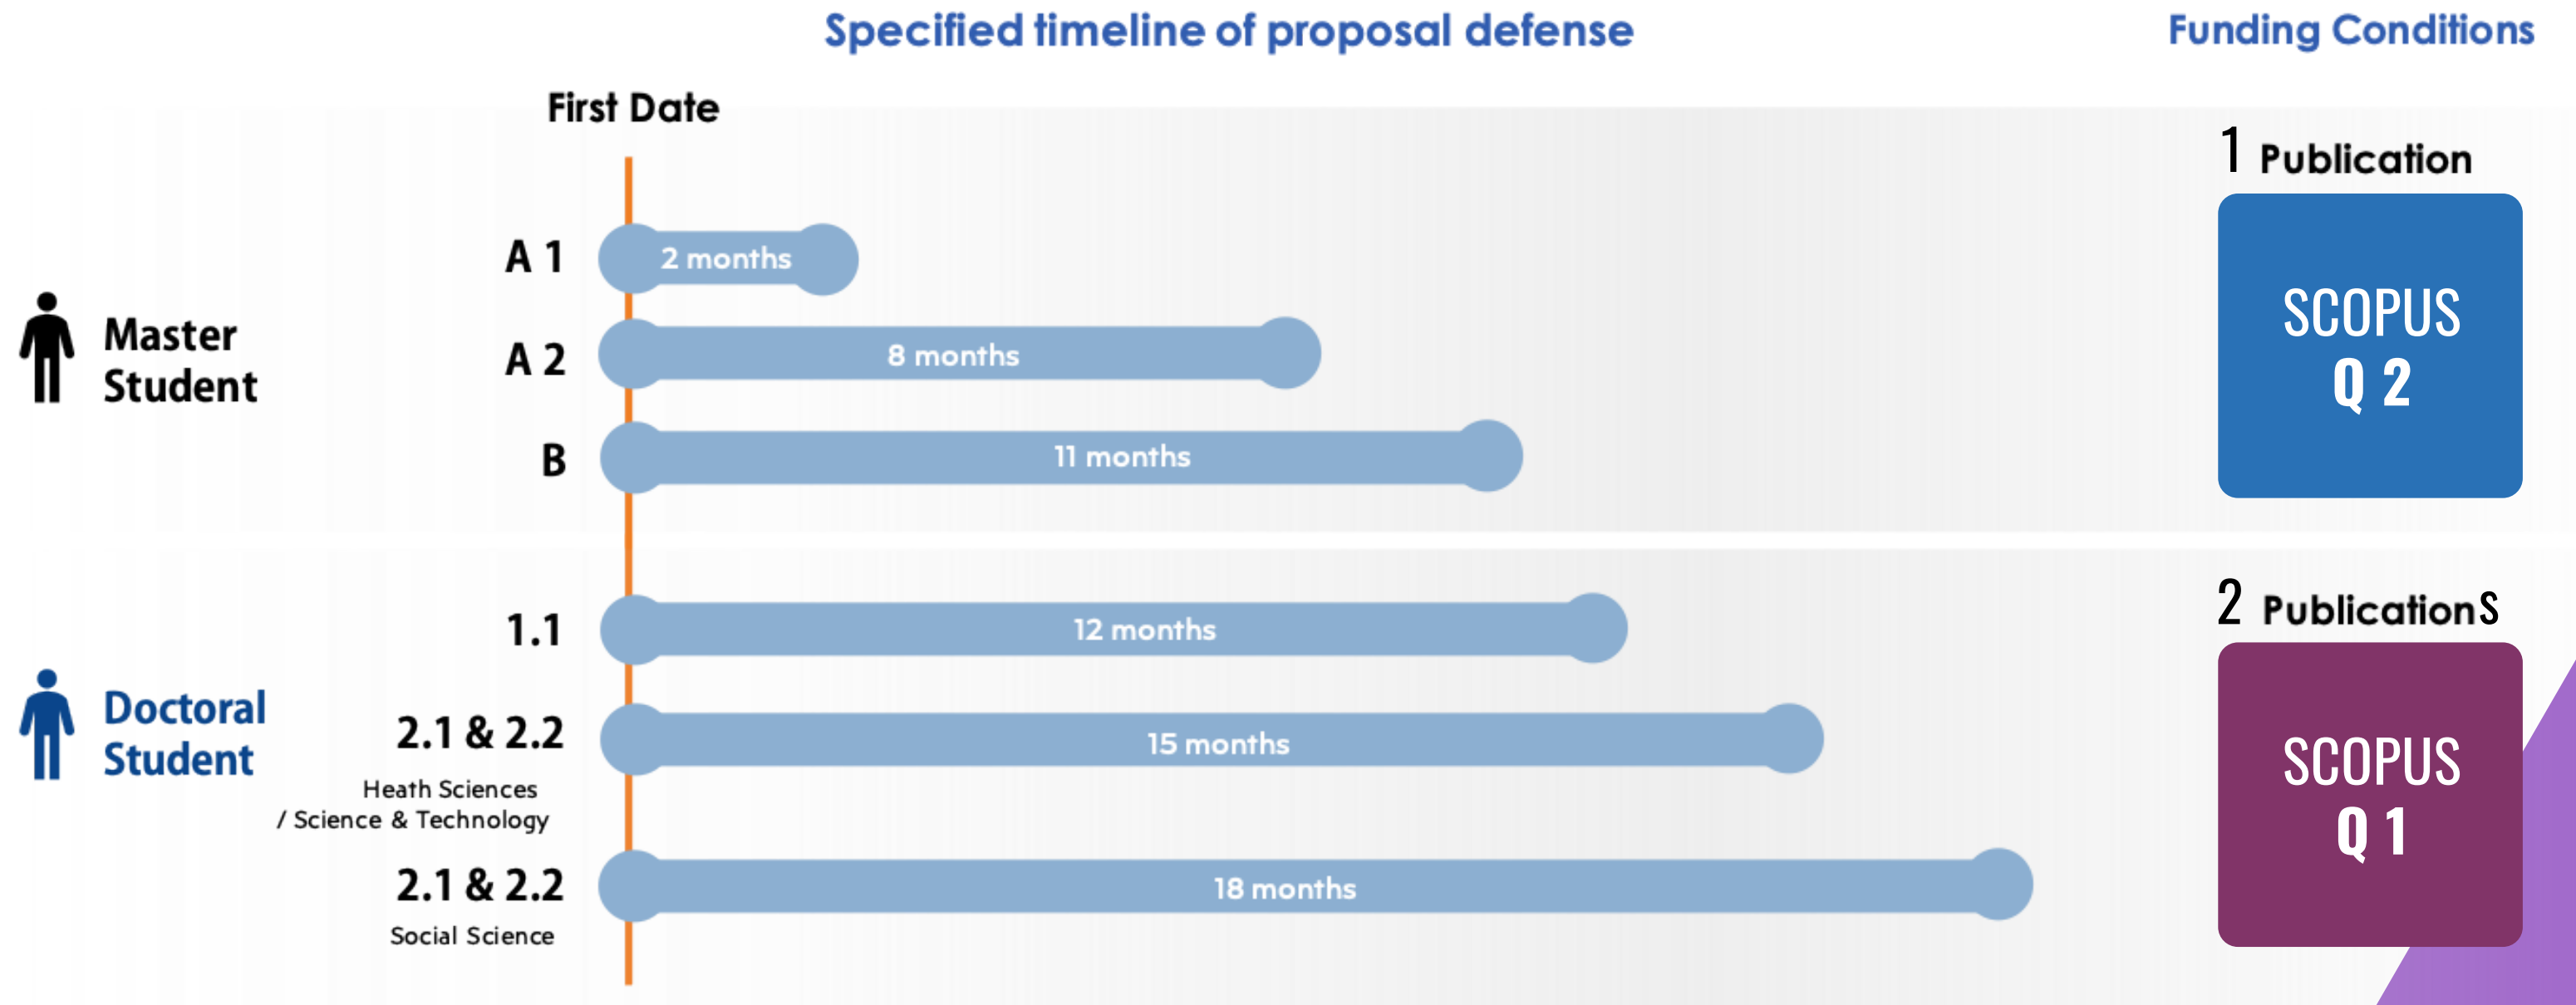 Specified timeline of proposal defense
Funding Conditions
First Date
1 Publication
A 1
2 months
SCOPUS
Q 2
Master
Student
A 2
8 months
B
11 months
1.1
12 months
2 Publications
Doctoral
Student
2.1 & 2.2
15 months
Heath Sciences
/ Science & Technology
SCOPUS
Q 1
2.1 & 2.2
18 months
Social Science